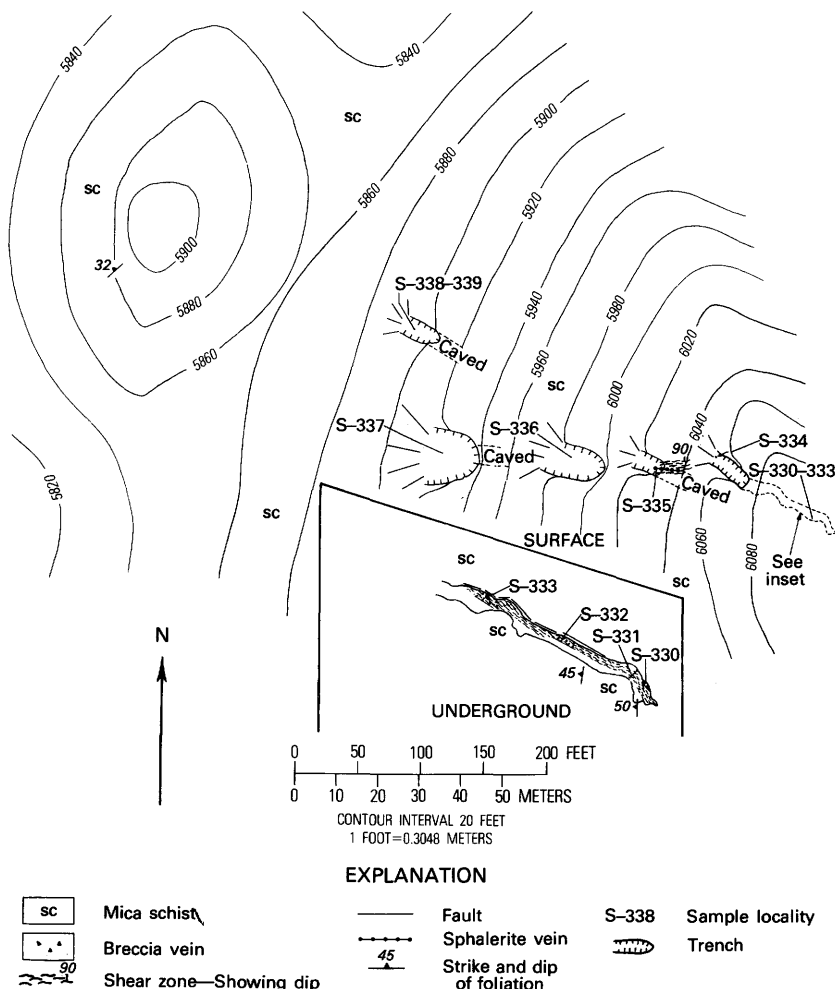 5840
5840
SC
5900
5880
5860
SC
5920
32
5900
S-338-339
5940
5980
5880
Caved
5960
6020
5860
SC
6000
S-337
S-336
6040
90
S-334
Caved
S-330-333
5820
Caved
S-335
SC
SURFACE
6060
6080
See
inset
SC
SC
S-333
N
SC
S-332
S-331
S-330
45
SC
UNDERGROUND
50
0 50 100 150 200 FEET
0 10 20 30 40 50 METERS
CONTOUR INTERVAL 20 FEET
1 FOOT=0.3048 METERS
EXPLANATION
SC Mica schist
Breccia vein
90 Shear zone—Showing dip
Fault
Sphalerite vein
45 Strike and dip
of foliation
S-338 Sample locality
Trench